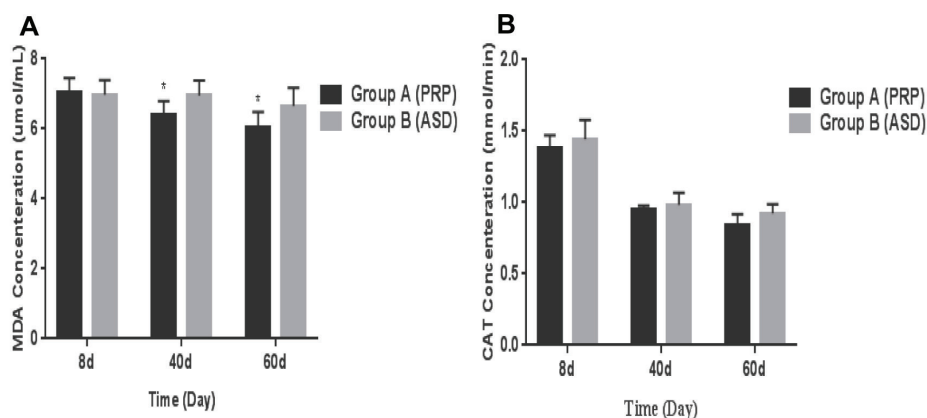 A
MDA Concenteration (umol/mL)
8
6
4
2
0
*
*
8d
40d
60d
Time (Day)
Group A (PRP)
Group B (ASD)
B
CAT Concenteration (mmol/min)
2.0
1.5
1.0
0.5
0.0
8d
40d
60d
Time (Day)
Group A (PRP)
Group B (ASD)